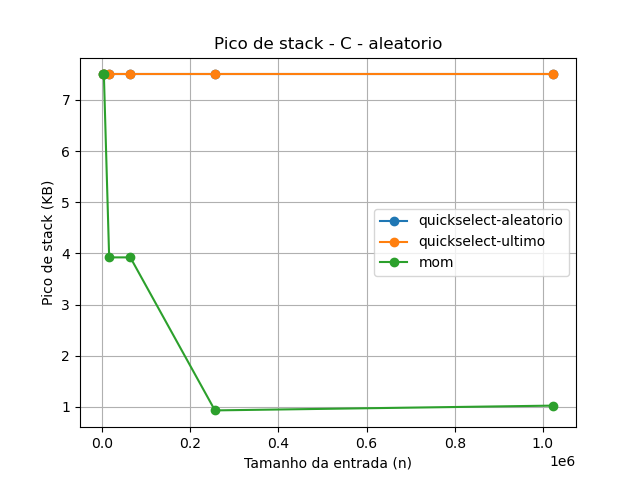 Pico de stack - C - aleatorio
Pico de stack (KB)
7
6
5
4
3
2
1
quickselect-aleatorio
quickselect-ultimo
mom
0.0 0.2 0.4 0.6 0.8 1.0
1e6
Tamanho da entrada (n)